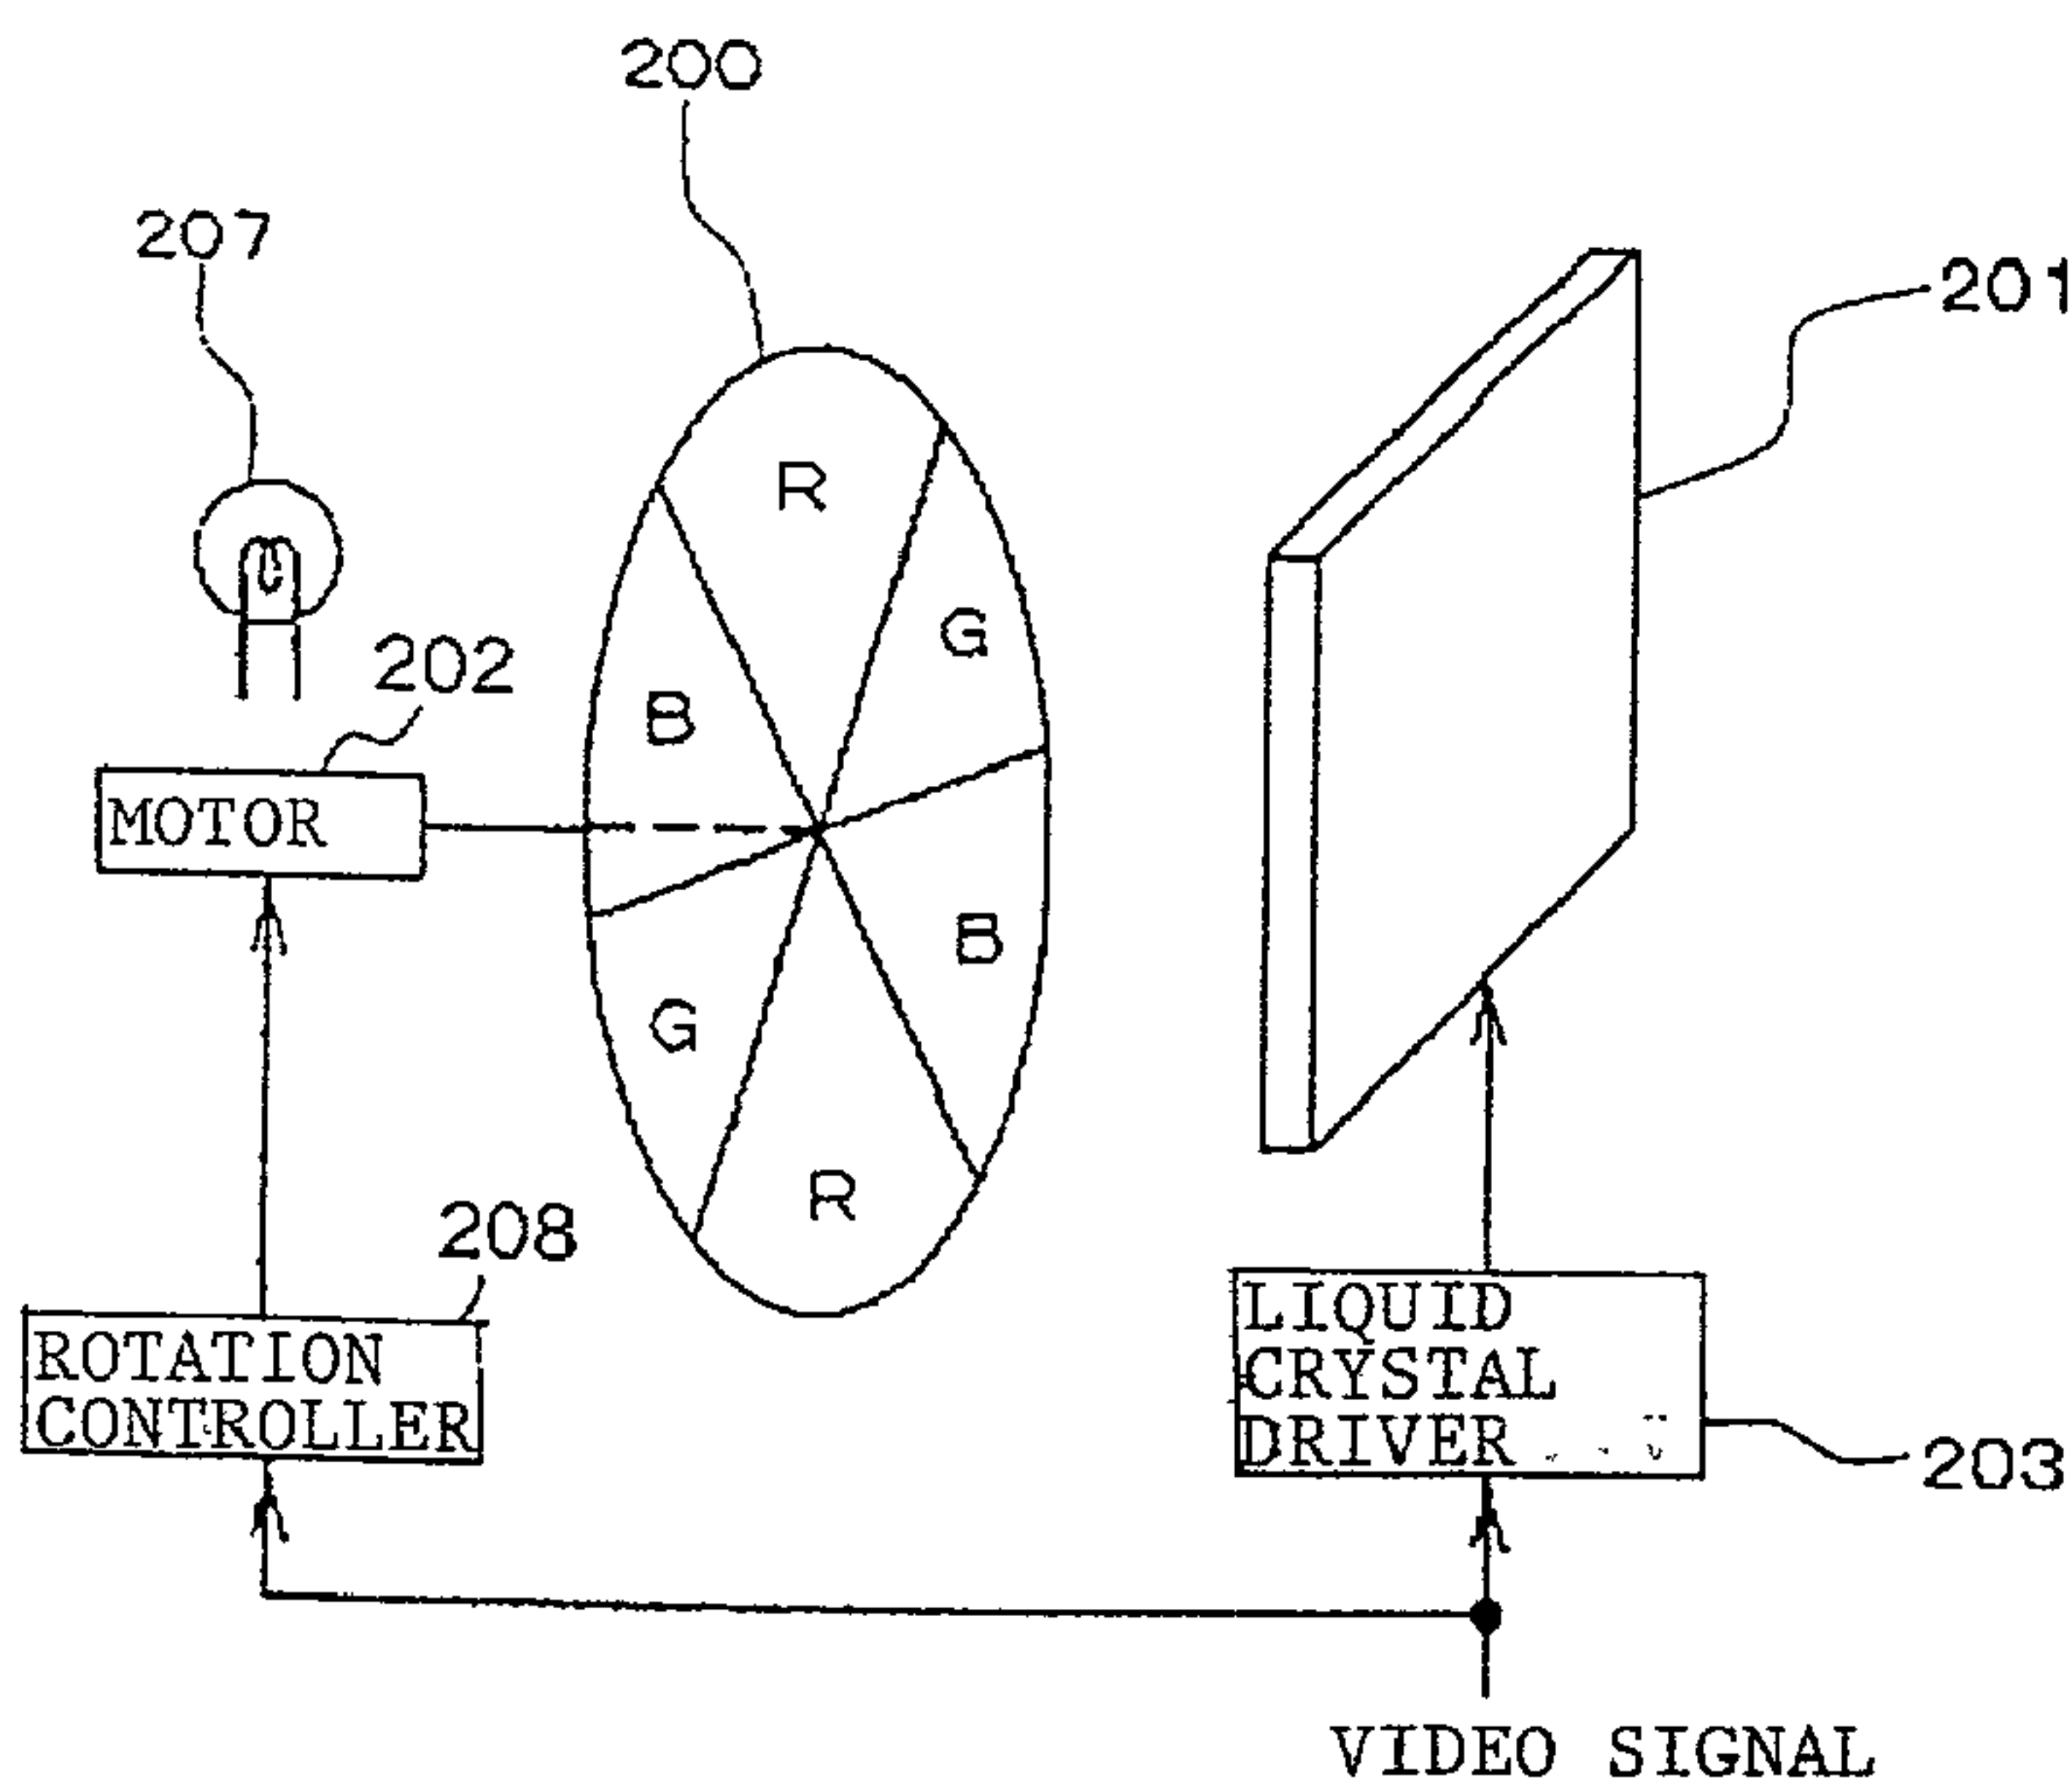 200
207
201
R
G
202
B
MOTOR
B
G
R
208
LIQUID
CRYSTAL
DRIVER
ROTATION
CONTROLLER
203
VIDEO SIGNAL